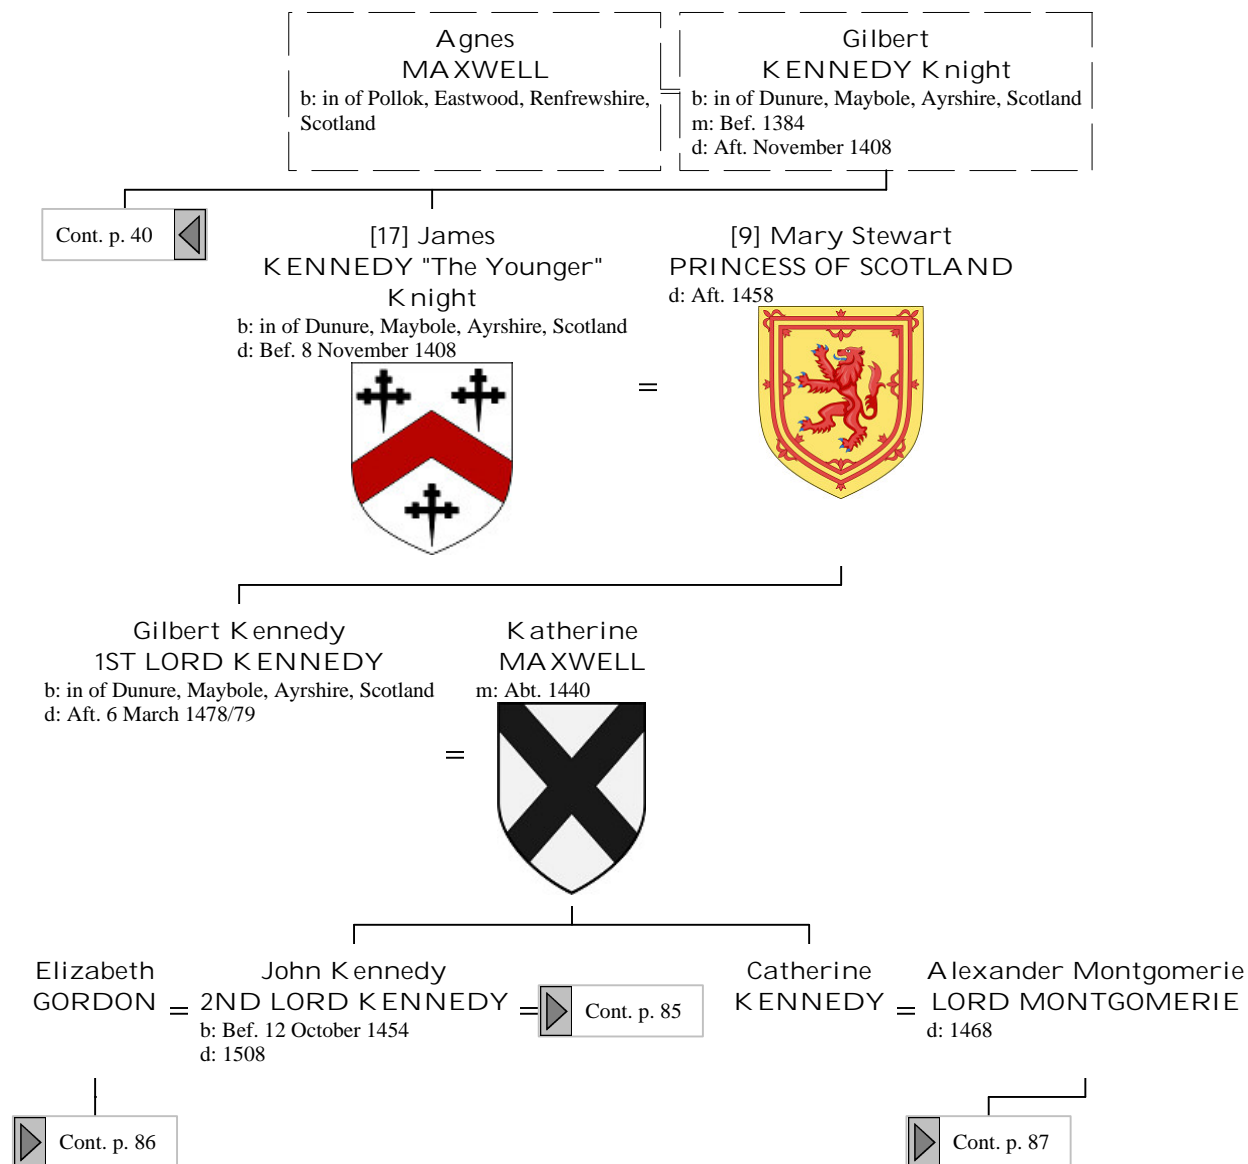 Agnes
MAXWELL
b: in of Pollok, Eastwood, Renfrewshire,
Scotland
Gilbert
KENNEDY Knight
b: in of Dunure, Maybole, Ayrshire, Scotland
m: Bef. 1384
d: Aft. November 1408
Cont. p. 40
[17] James
KENNEDY "The Younger"
Knight
b: in of Dunure, Maybole, Ayrshire, Scotland
d: Bef. 8 November 1408
=
[9] Mary Stewart
PRINCESS OF SCOTLAND
d: Aft. 1458
Gilbert Kennedy
1ST LORD KENNEDY
b: in of Dunure, Maybole, Ayrshire, Scotland
d: Aft. 6 March 1478/79
=
Katherine
MAXWELL
m: Abt. 1440
Elizabeth
GORDON
=
John Kennedy
2ND LORD KENNEDY
b: Bef. 12 October 1454
d: 1508
=
Cont. p. 85
Catherine
KENNEDY
=
Alexander Montgomerie
LORD MONTGOMERIE
d: 1468
Cont. p. 86
Cont. p. 87